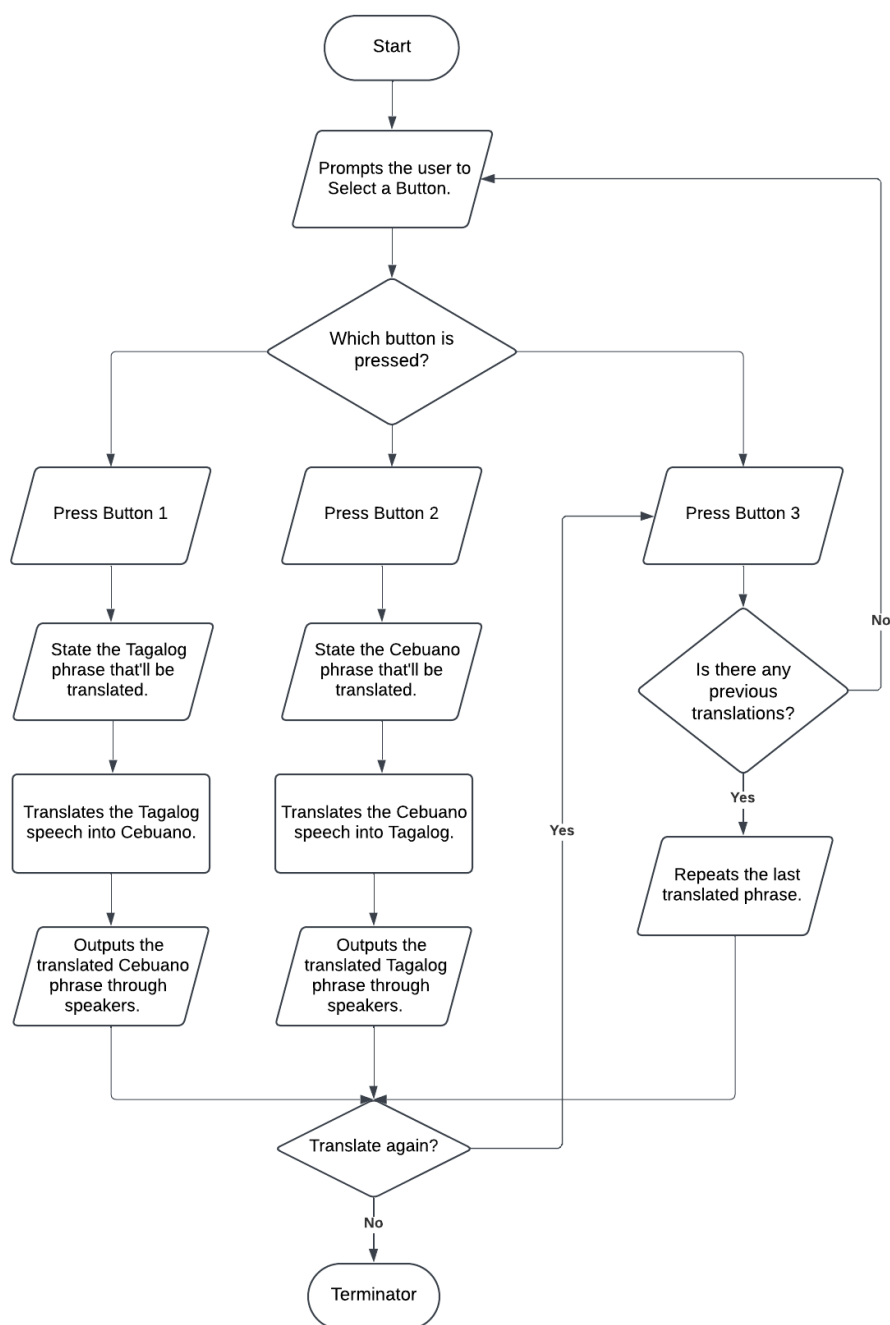 Start
Prompts the user to
Select a Button.
Which button is
pressed?
Press Button 1
Press Button 2
Press Button 3
State the Tagalog
phrase that'll be
translated.
State the Cebuano
phrase that'll be
translated.
Is there any
previous
translations?
No
Yes
Translates the Tagalog
speech into Cebuano.
Translates the Cebuano
speech into Tagalog.
Yes
Repeats the last
translated phrase.
Outputs the
translated Cebuano
phrase through
speakers.
Outputs the
translated Tagalog
phrase through
speakers.
Translate again?
No
Terminator